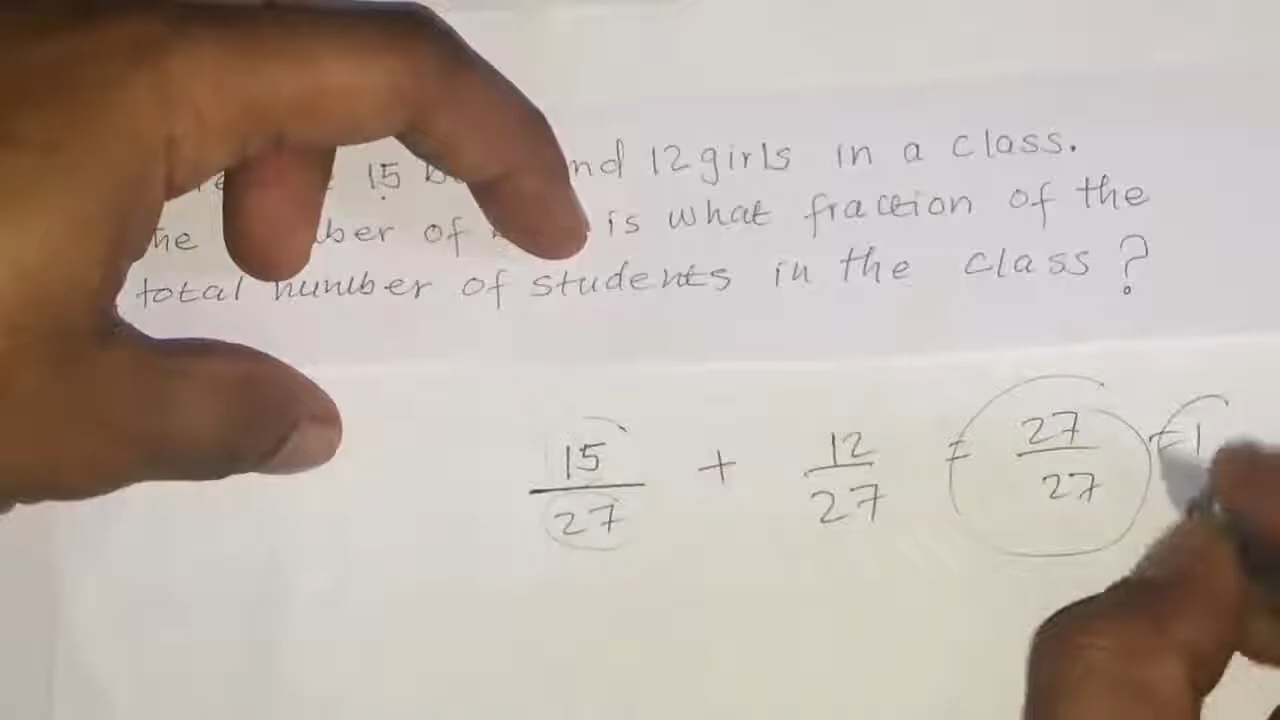 15 and 12 girls in a class.
number of is what fraction of the
total number of students in the class?
15/27 + 12/27 = 27/27 = 1